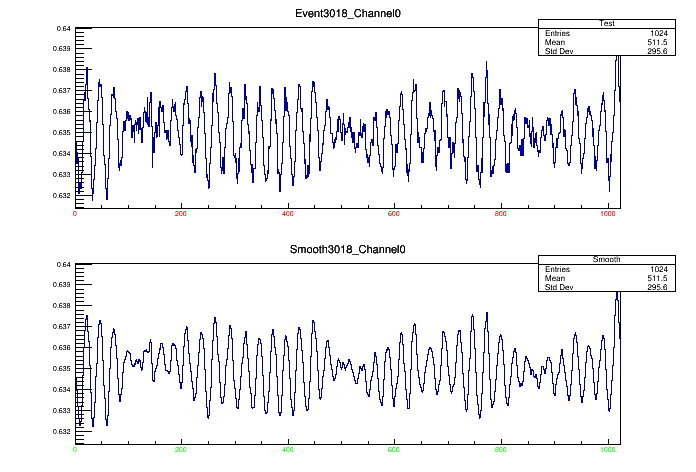 Event3018_Channel0
Test
Entries 1024
Mean 511.5
Std Dev 295.6
0.64
0.639
0.638
0.637
0.636
0.635
0.634
0.633
0.632
0 200 400 600 800 1000
Smooth3018_Channel0
Smooth
Entries 1024
Mean 511.5
Std Dev 295.6
0.64
0.639
0.638
0.637
0.636
0.635
0.634
0.633
0.632
0 200 400 600 800 1000